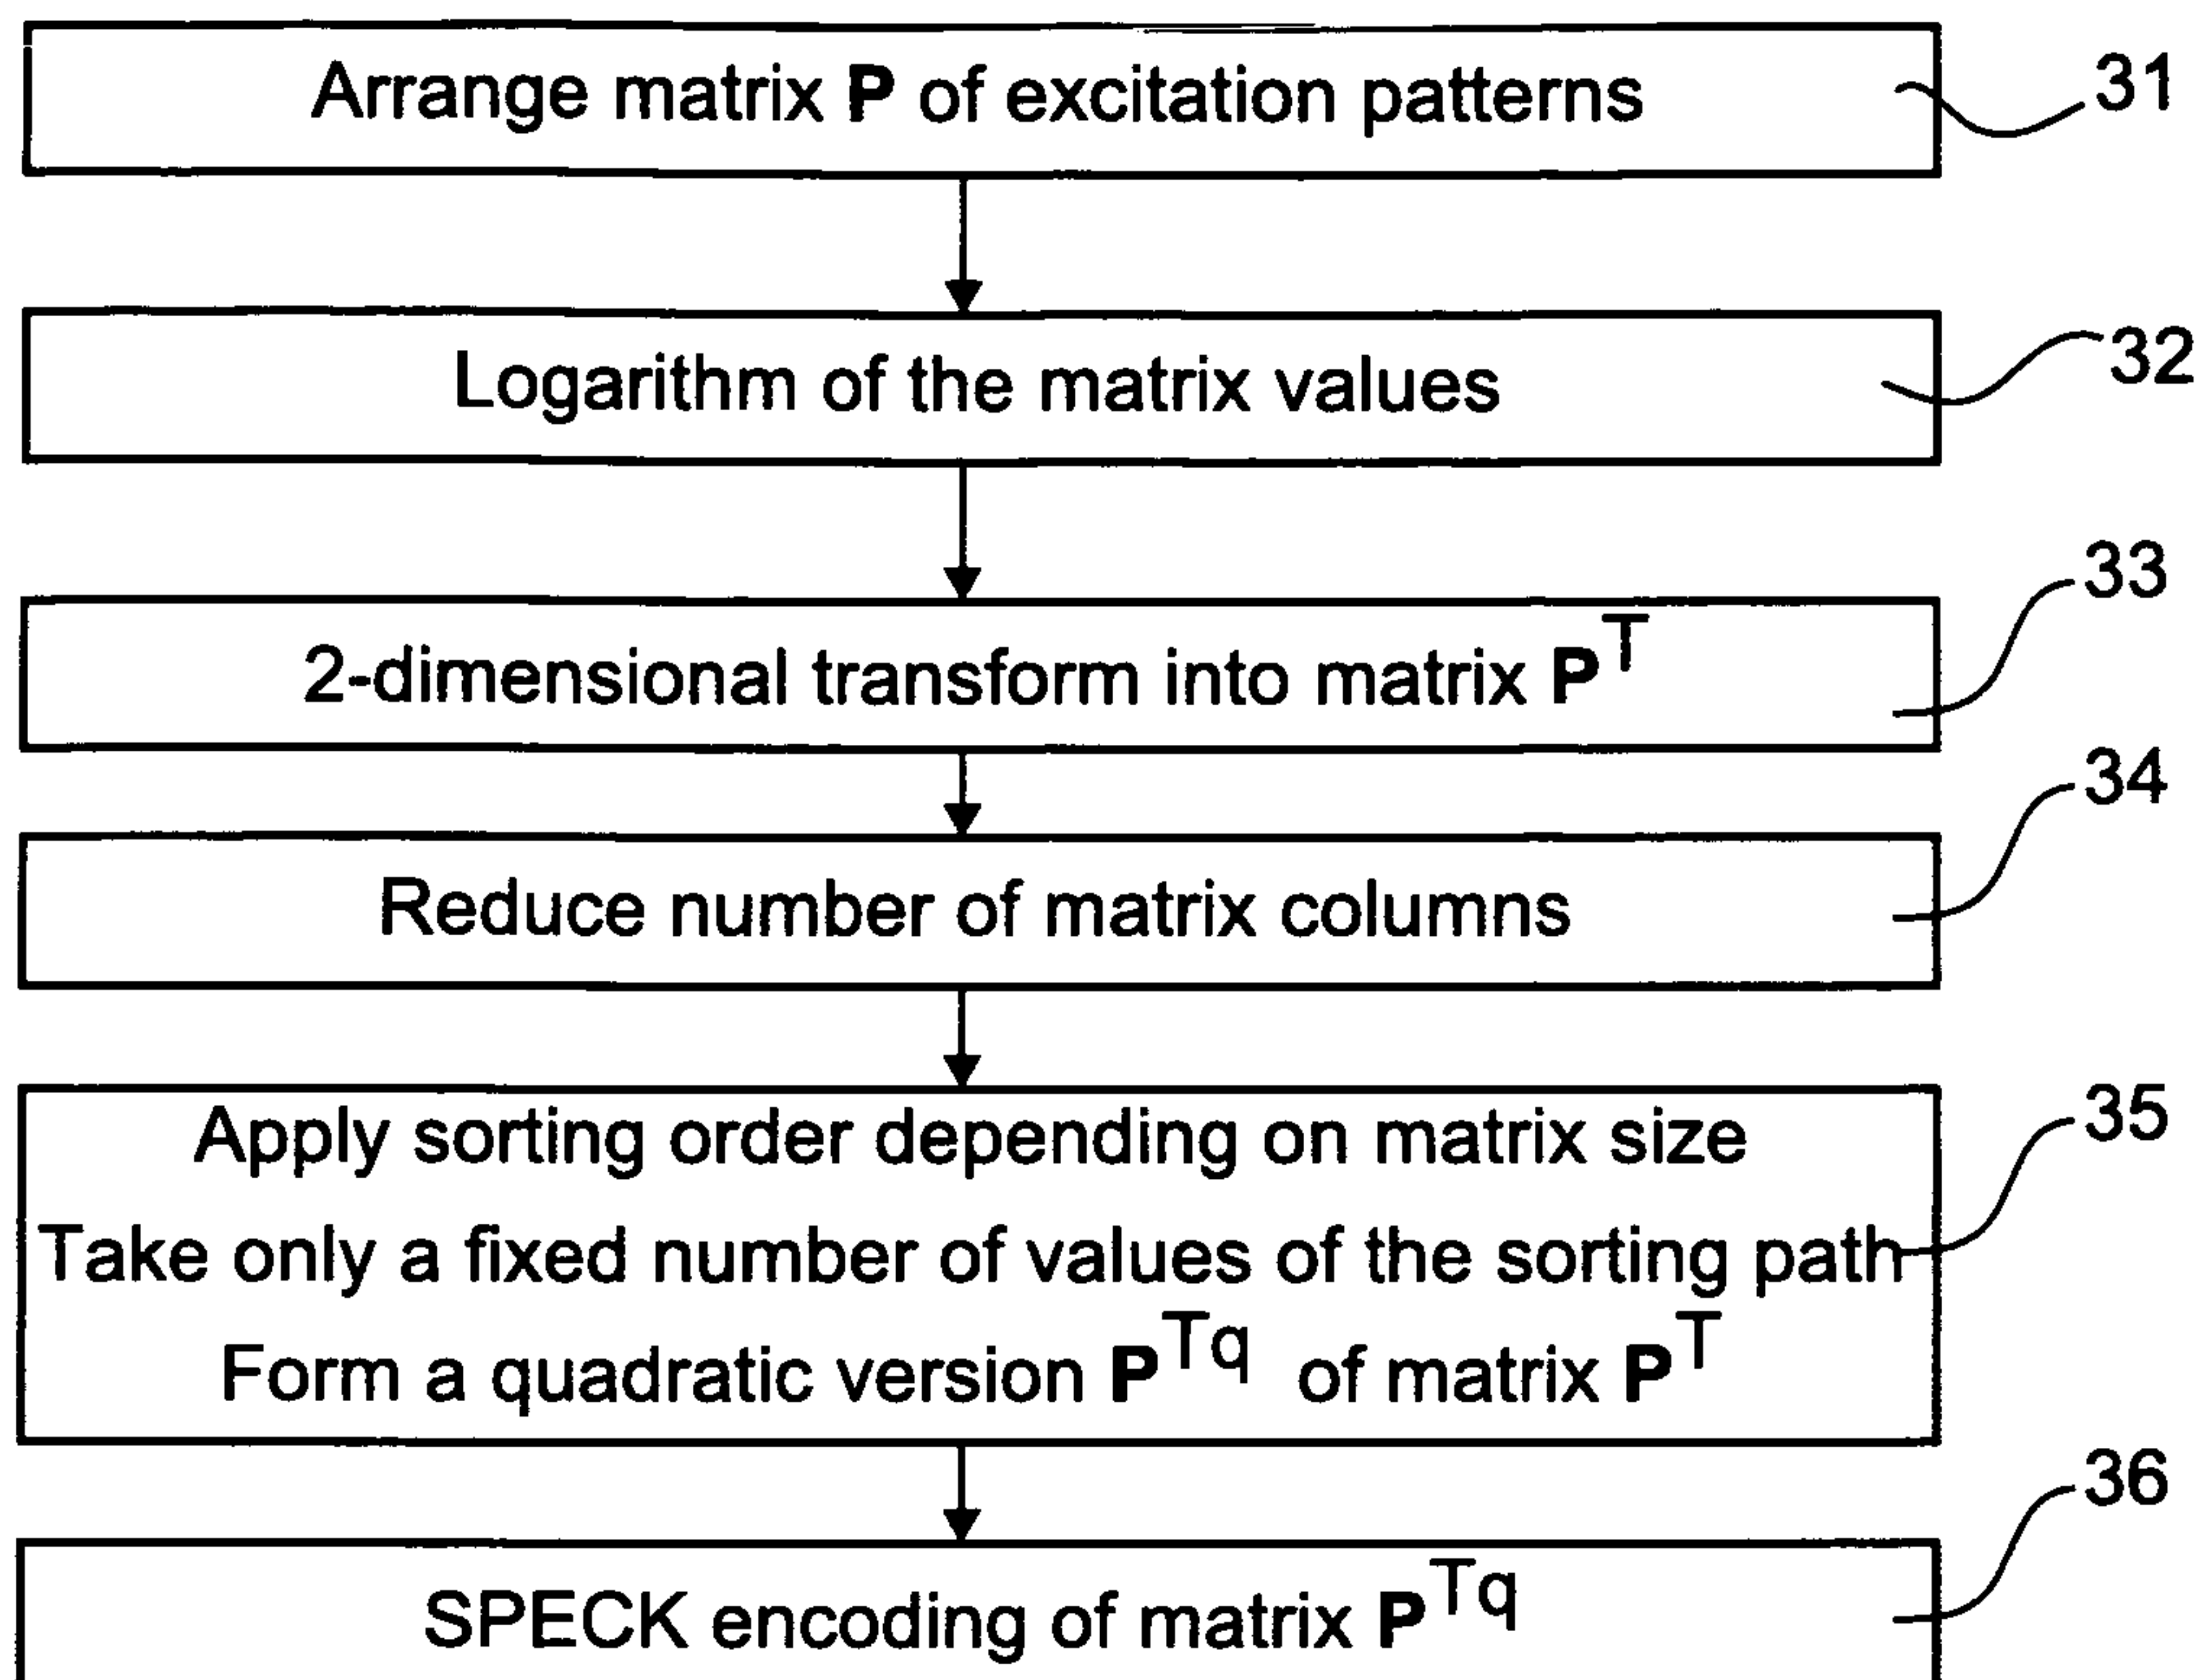 Arrange matrix P of excitation patterns
31
Logarithm of the matrix values
32
2-dimensional transform into matrix P^T
33
Reduce number of matrix columns
34
Apply sorting order depending on matrix size
Take only a fixed number of values of the sorting path
Form a quadratic version P^Tq of matrix P^T
35
SPECK encoding of matrix P^Tq
36